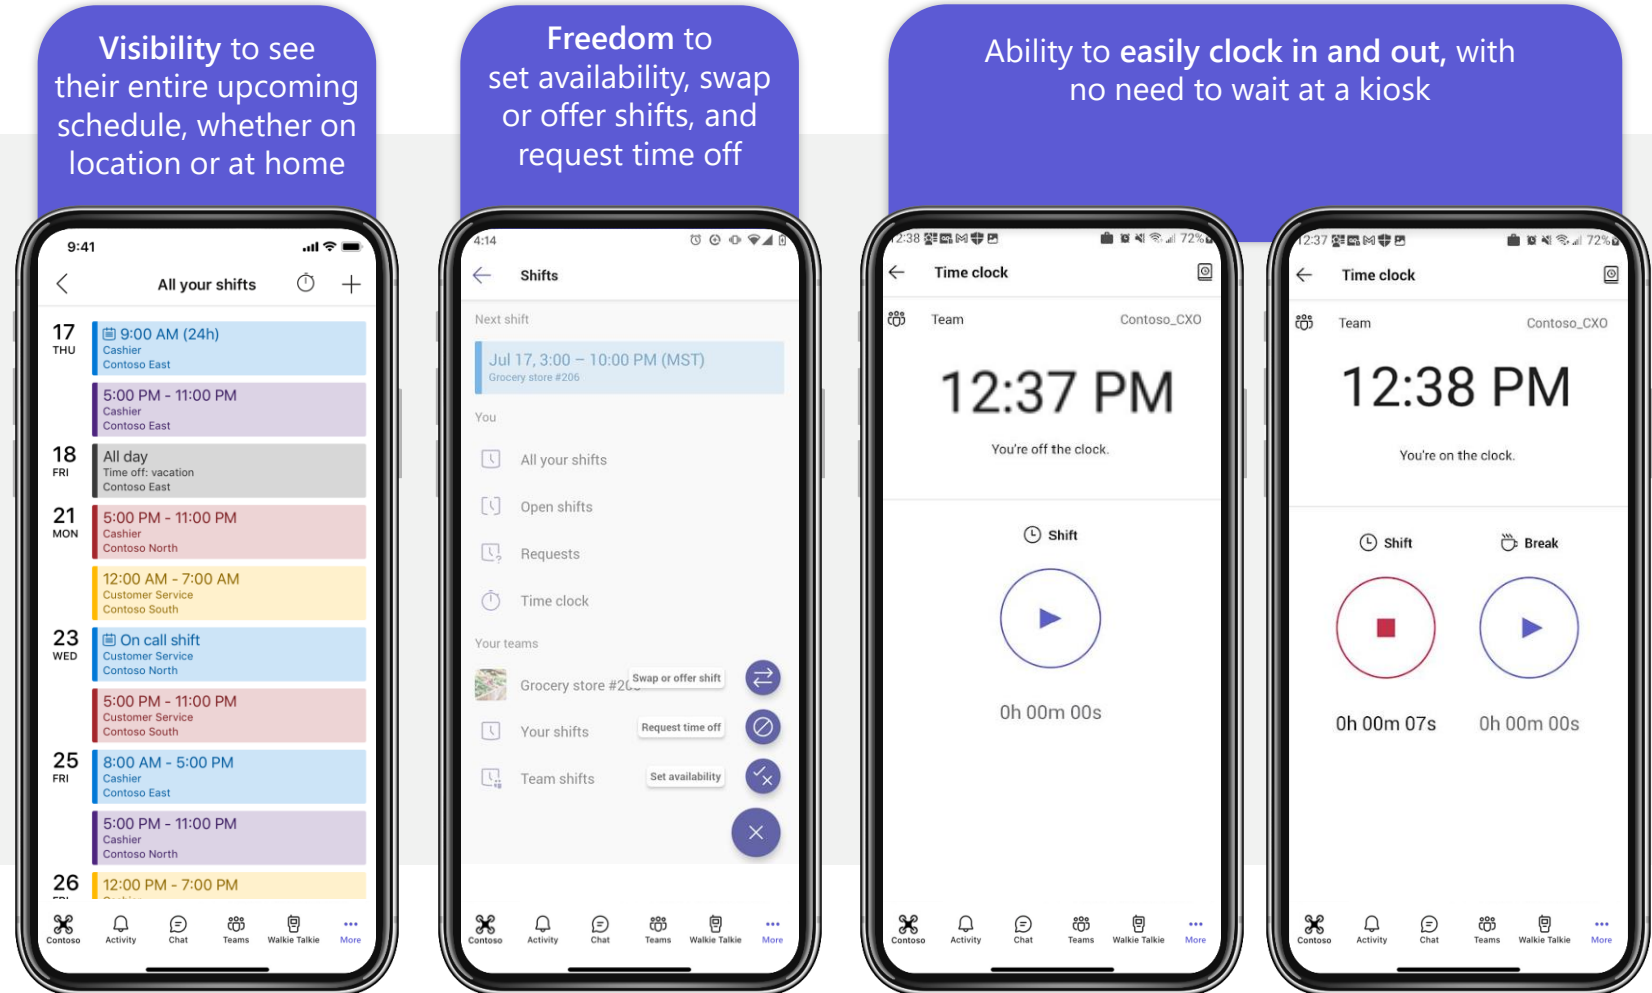 Visibility to see
their entire upcoming
schedule, whether on
location or at home
9:41
All your shifts
17
THU
9:00 AM (24h)
Cashier
Contoso East
5:00 PM - 11:00 PM
Cashier
Contoso East
18
FRI
All day
Time off: vacation
Contoso East
21
MON
5:00 PM - 11:00 PM
Cashier
Contoso North
12:00 AM - 7:00 AM
Customer Service
Contoso South
23
WED
On call shift
Customer Service
Contoso North
5:00 PM - 11:00 PM
Customer Service
Contoso South
25
FRI
8:00 AM - 5:00 PM
Cashier
Contoso East
5:00 PM - 11:00 PM
Cashier
Contoso North
26
12:00 PM - 7:00 PM
Contoso Activity Chat Teams Walkie Talkie More
Freedom to
set availability, swap
or offer shifts, and
request time off
4:14
Shifts
Next shift
Jul 17, 3:00 – 10:00 PM (MST)
Grocery store #206
You
All your shifts
Open shifts
Requests
Time clock
Your teams
Grocery store #20
Swap or offer shift
Your shifts
Request time off
Team shifts
Set availability
Contoso Activity Chat Teams Walkie Talkie More
Ability to easily clock in and out, with
no need to wait at a kiosk
12:38 72%
Time clock
Team Contoso_CXO
12:37 PM
You're off the clock.
Shift
0h 00m 00s
Contoso Activity Chat Teams Walkie Talkie More
12:37 72%
Time clock
Team Contoso_CXO
12:38 PM
You're on the clock.
Shift Break
0h 00m 07s 0h 00m 00s
Contoso Activity Chat Teams Walkie Talkie More